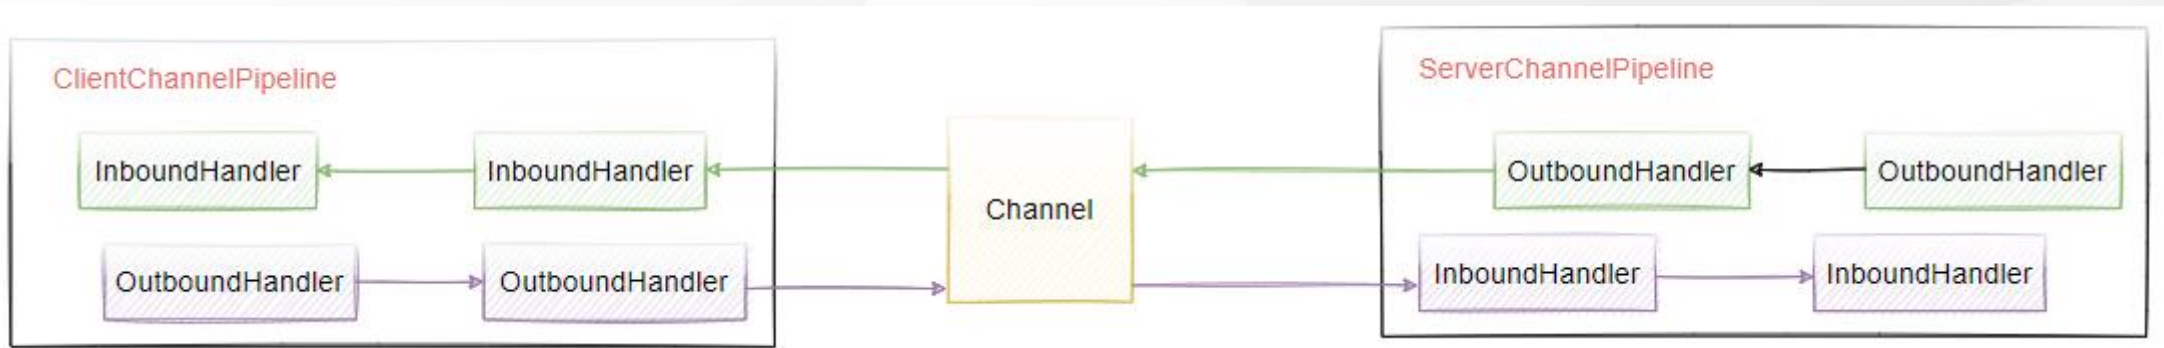 ClientChannelPipeline
InboundHandler
InboundHandler
OutboundHandler
OutboundHandler
Channel
ServerChannelPipeline
OutboundHandler
OutboundHandler
InboundHandler
InboundHandler